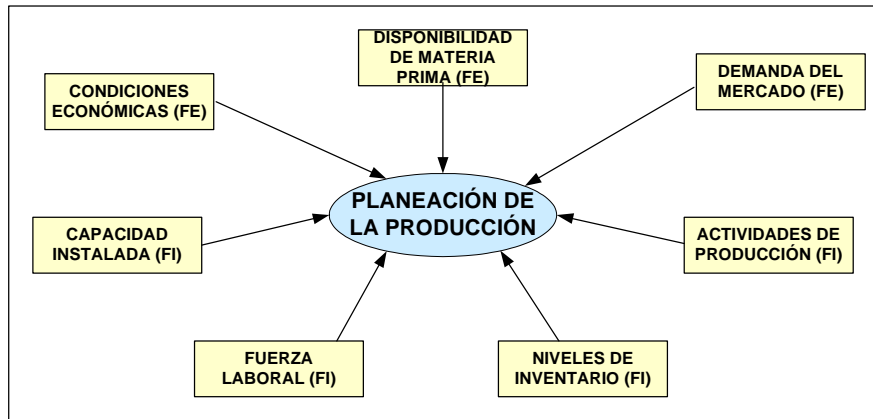 DISPONIBILIDAD
DE MATERIA
PRIMA (FE)
CONDICIONES
ECONÓMICAS (FE)
DEMANDA DEL
MERCADO (FE)
PLANEACIÓN DE
LA PRODUCCIÓN
CAPACIDAD
INSTALADA (FI)
ACTIVIDADES DE
PRODUCCIÓN (FI)
FUERZA
LABORAL (FI)
NIVELES DE
INVENTARIO (FI)